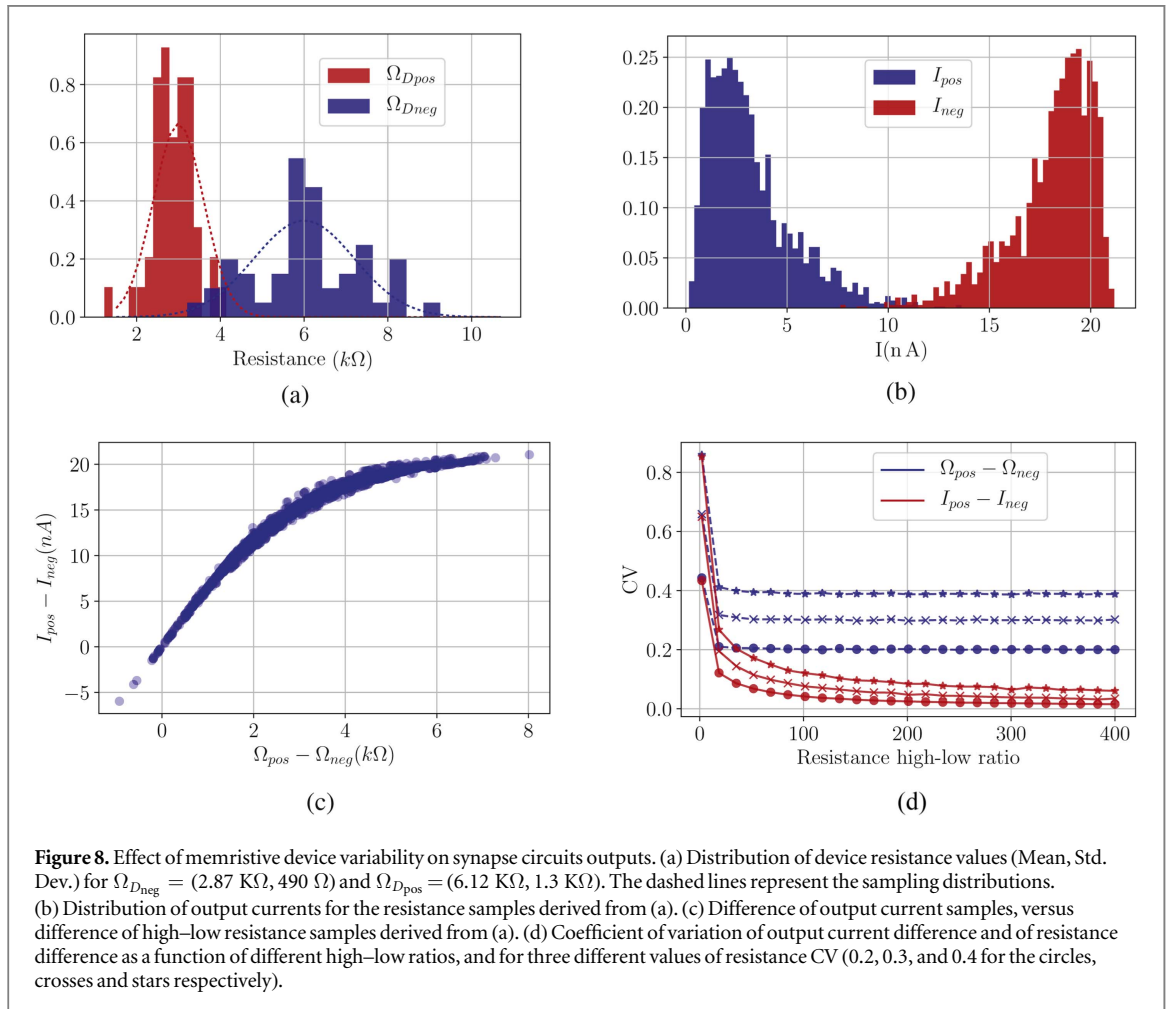 0.8
0.6
0.4
0.2
0.0
2 4 6 8 10
Resistance (kΩ)
Ω_Dpos
Ω_Dneg
(a)
0.25
0.20
0.15
0.10
0.05
0.00
0 5 10 15 20
I(n A)
I_pos
I_neg
(b)
I_pos − I_neg(nA)
20
15
10
5
0
−5
0 2 4 6 8
Ω_pos − Ω_neg(kΩ)
(c)
CV
0.8
0.6
0.4
0.2
0.0
0 100 200 300 400
Resistance high-low ratio
Ω_pos − Ω_neg
I_pos − I_neg
(d)
Figure 8. Effect of memristive device variability on synapse circuits outputs. (a) Distribution of device resistance values (Mean, Std.
Dev.) for Ω_Dneg = (2.87 KΩ, 490 Ω) and Ω_Dpos = (6.12 KΩ, 1.3 KΩ). The dashed lines represent the sampling distributions.
(b) Distribution of output currents for the resistance samples derived from (a). (c) Difference of output current samples, versus
difference of high–low resistance samples derived from (a). (d) Coefficient of variation of output current difference and of resistance
difference as a function of different high–low ratios, and for three different values of resistance CV (0.2, 0.3, and 0.4 for the circles,
crosses and stars respectively).